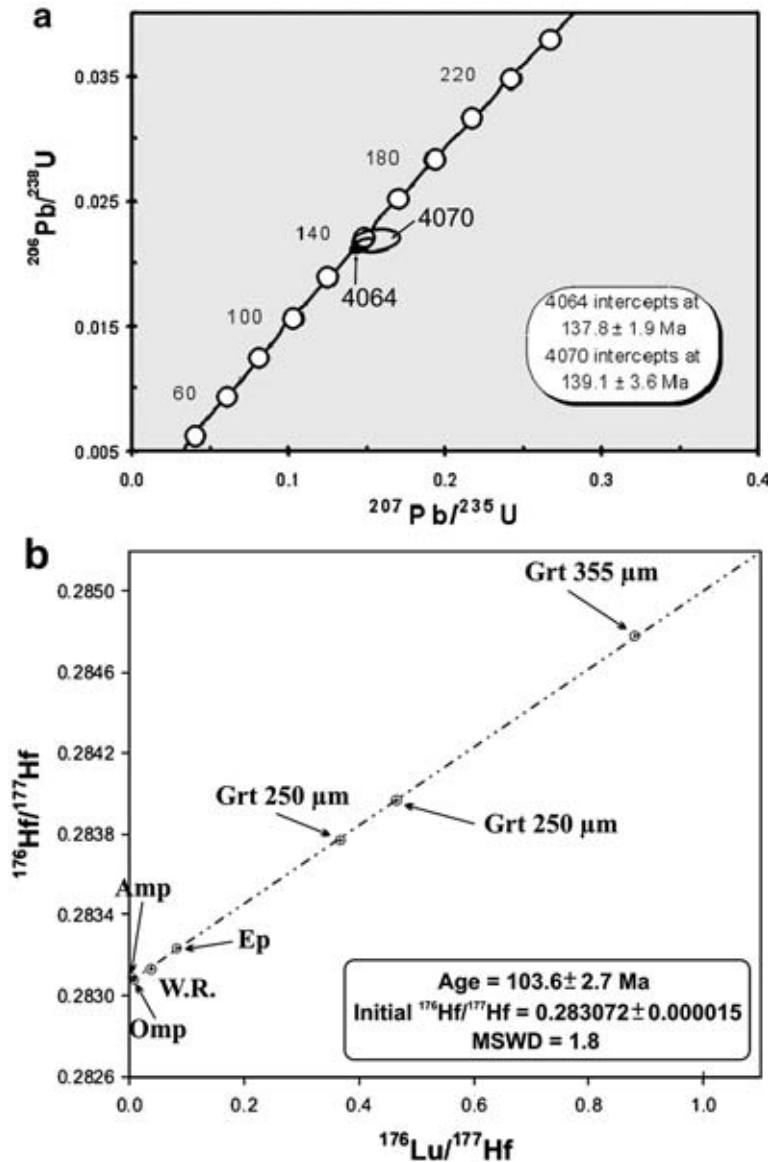 a
0.035
0.025
0.015
0.005
²⁰⁶Pb/²³⁸U
220
180
140
100
60
4070
4064
4064 intercepts at
137.8 ± 1.9 Ma
4070 intercepts at
139.1 ± 3.6 Ma
0.0 0.1 0.2 0.3 0.4
²⁰⁷Pb/²³⁵U
b
0.2850
0.2846
0.2842
0.2838
0.2834
0.2830
0.2826
¹⁷⁶Hf/¹⁷⁷Hf
Grt 355 µm
Grt 250 µm
Grt 250 µm
Amp
Ep
W.R.
Omp
Age = 103.6 ± 2.7 Ma
Initial ¹⁷⁶Hf/¹⁷⁷Hf = 0.283072 ± 0.000015
MSWD = 1.8
0.0 0.2 0.4 0.6 0.8 1.0
¹⁷⁶Lu/¹⁷⁷Hf